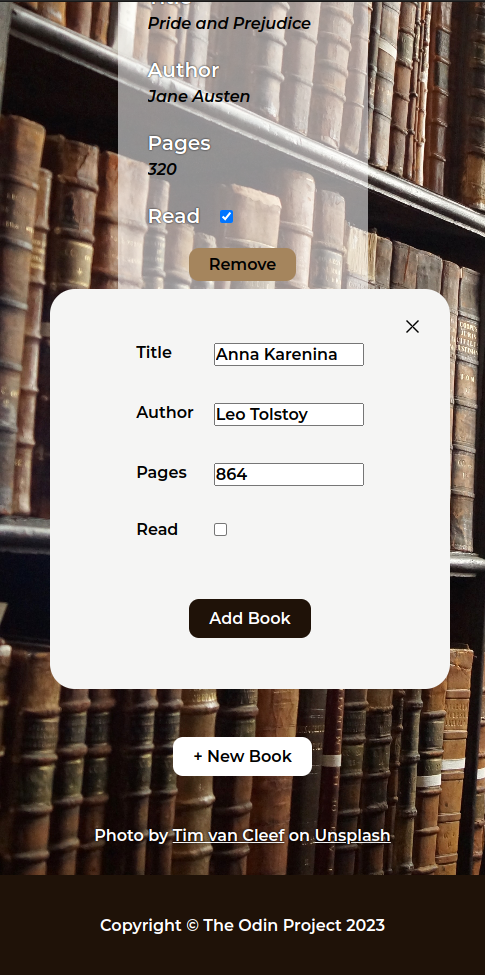 Title
Pride and Prejudice
Author
Jane Austen
Pages
320
Read
Remove
Title Anna Karenina
Author Leo Tolstoy
Pages 864
Read
Add Book
+ New Book
Photo by Tim van Cleef on Unsplash
Copyright © The Odin Project 2023